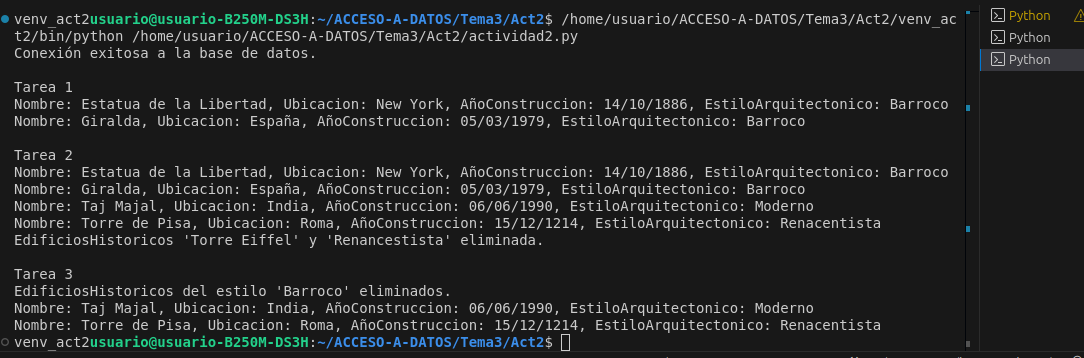 venv_act2usuario@usuario-B250M-DS3H:~/ACCESO-A-DATOS/Tema3/Act2$ /home/usuario/ACCESO-A-DATOS/Tema3/Act2/venv_ac
t2/bin/python /home/usuario/ACCESO-A-DATOS/Tema3/Act2/actividad2.py
Conexión exitosa a la base de datos.
Tarea 1
Nombre: Estatua de la Libertad, Ubicacion: New York, AñoConstruccion: 14/10/1886, EstiloArquitectonico: Barroco
Nombre: Giralda, Ubicacion: España, AñoConstruccion: 05/03/1979, EstiloArquitectonico: Barroco
Tarea 2
Nombre: Estatua de la Libertad, Ubicacion: New York, AñoConstruccion: 14/10/1886, EstiloArquitectonico: Barroco
Nombre: Giralda, Ubicacion: España, AñoConstruccion: 05/03/1979, EstiloArquitectonico: Barroco
Nombre: Taj Majal, Ubicacion: India, AñoConstruccion: 06/06/1990, EstiloArquitectonico: Moderno
Nombre: Torre de Pisa, Ubicacion: Roma, AñoConstruccion: 15/12/1214, EstiloArquitectonico: Renacentista
EdificiosHistoricos 'Torre Eiffel' y 'Renancestista' eliminada.
Tarea 3
EdificiosHistoricos del estilo 'Barroco' eliminados.
Nombre: Taj Majal, Ubicacion: India, AñoConstruccion: 06/06/1990, EstiloArquitectonico: Moderno
Nombre: Torre de Pisa, Ubicacion: Roma, AñoConstruccion: 15/12/1214, EstiloArquitectonico: Renacentista
venv_act2usuario@usuario-B250M-DS3H:~/ACCESO-A-DATOS/Tema3/Act2$
Python
Python
Python